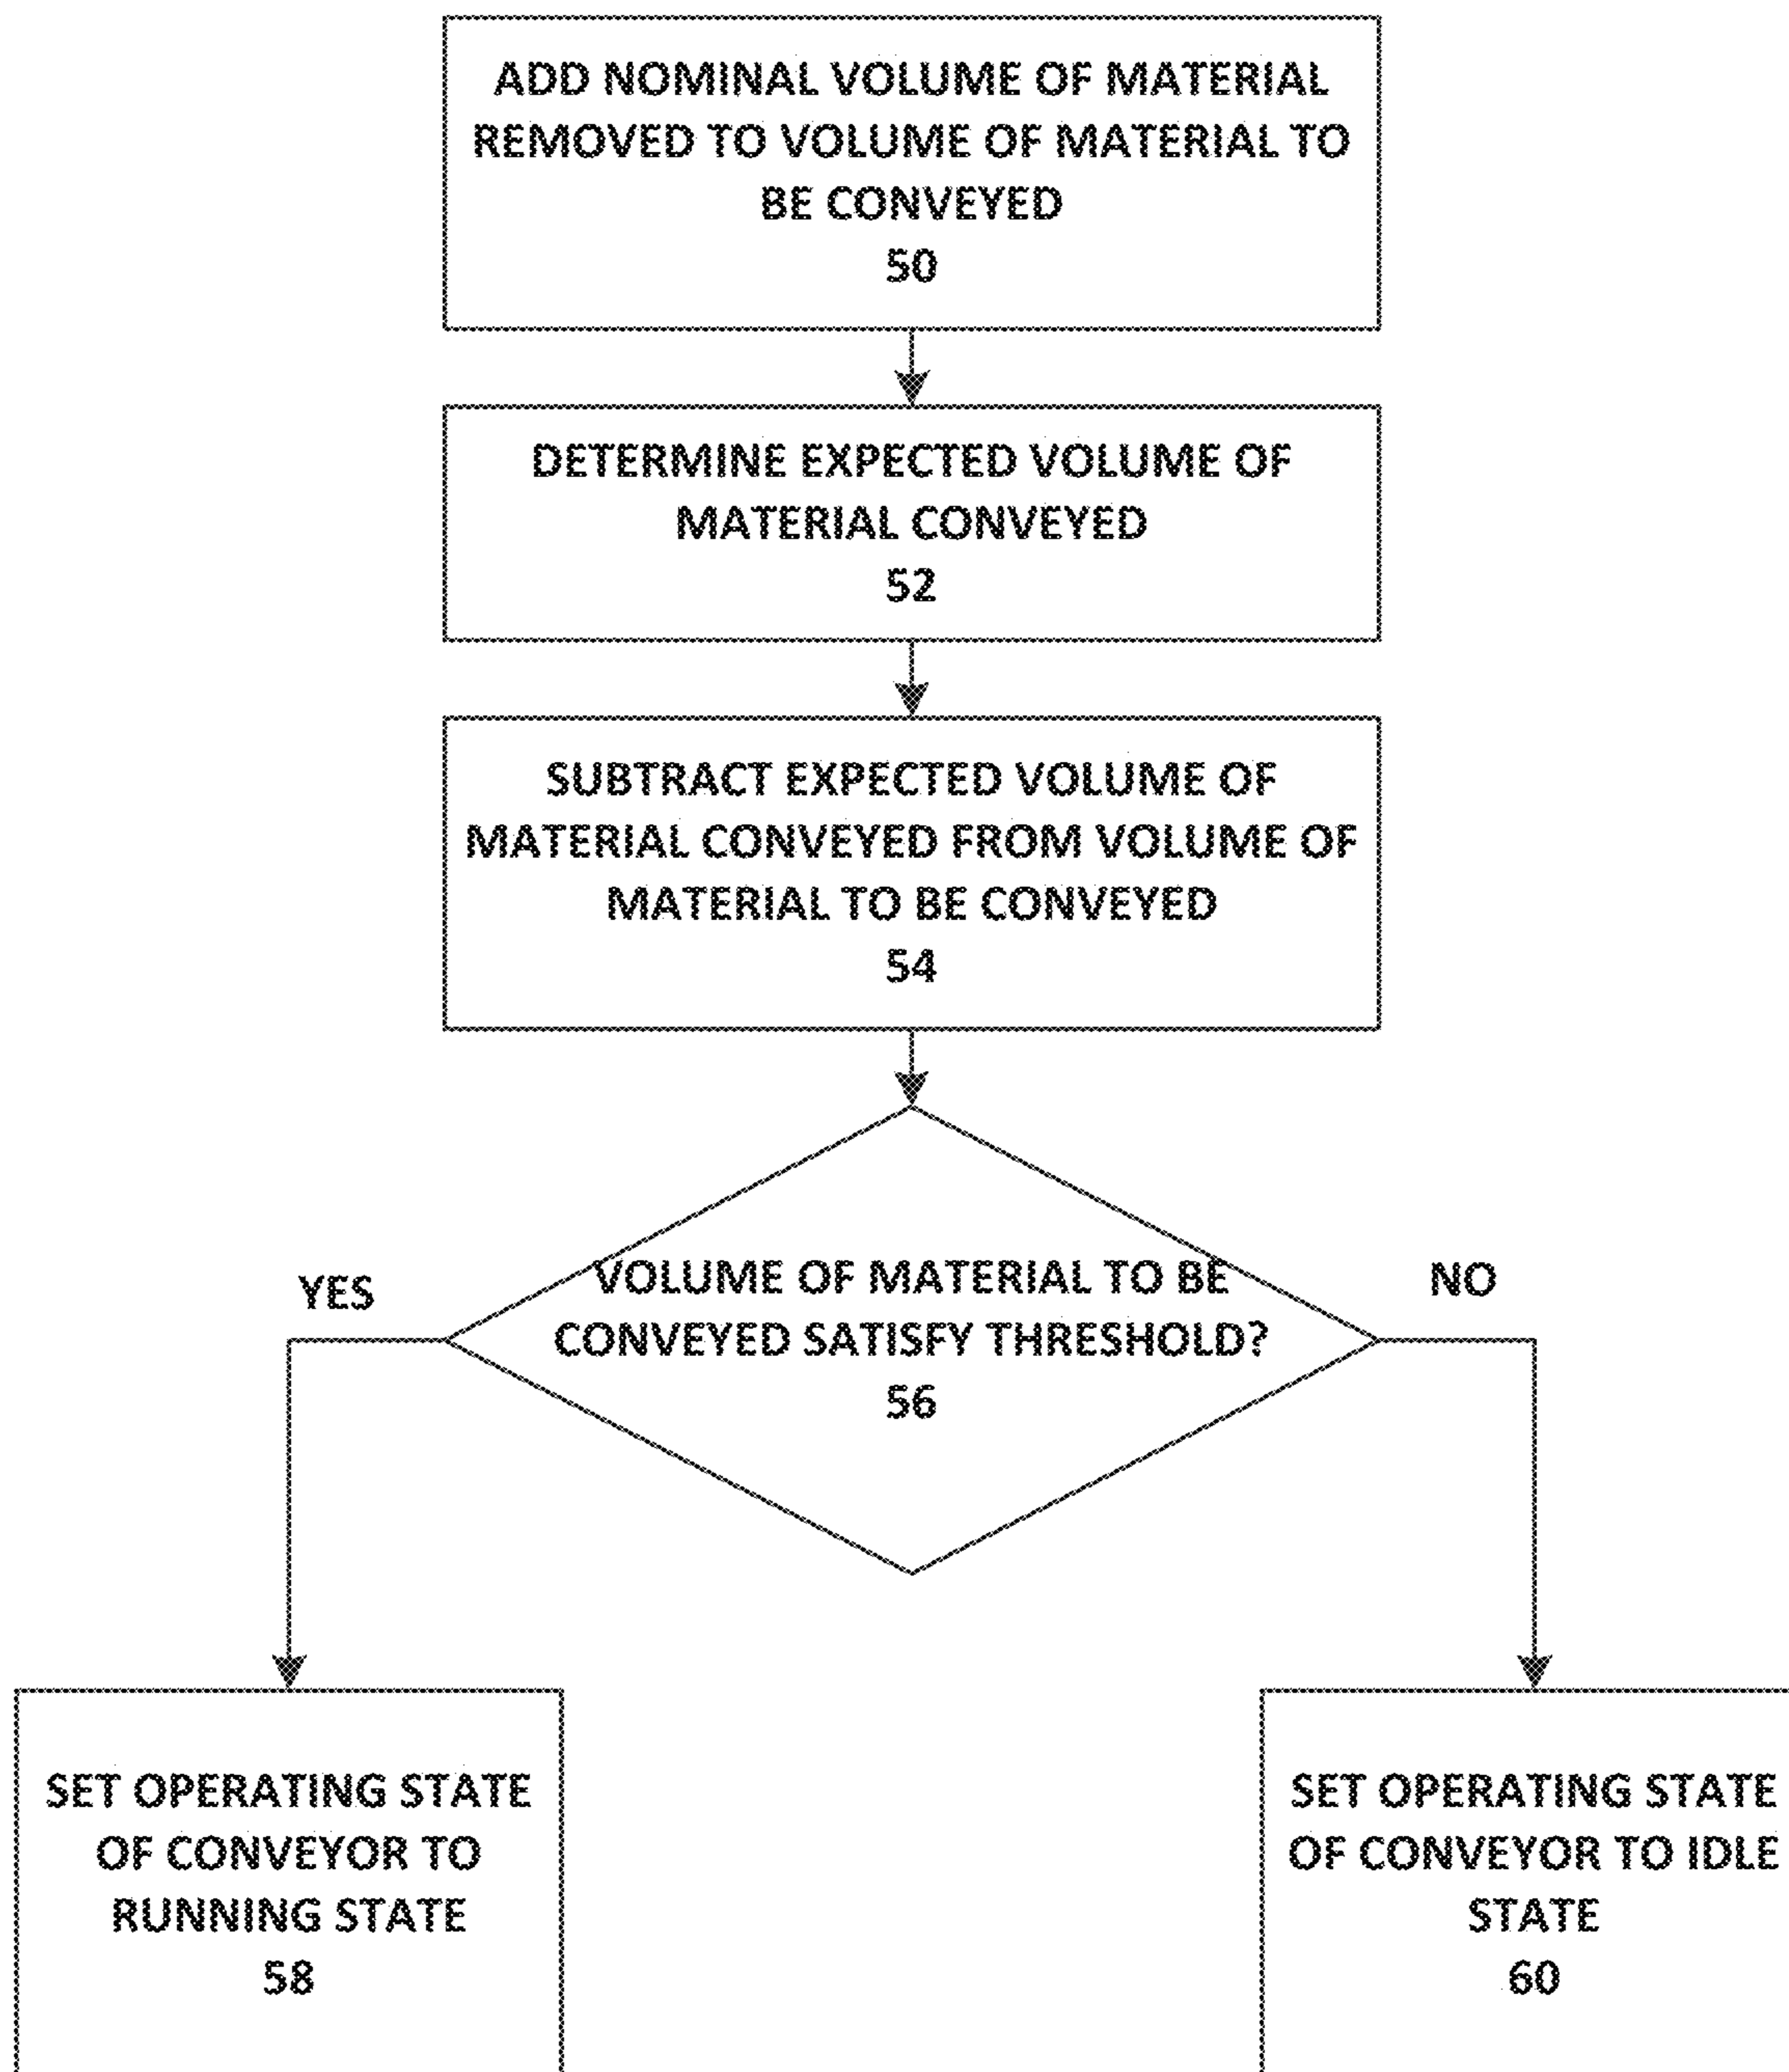 ADD NOMINAL VOLUME OF MATERIAL
REMOVED TO VOLUME OF MATERIAL TO
BE CONVEYED
50
DETERMINE EXPECTED VOLUME OF
MATERIAL CONVEYED
52
SUBTRACT EXPECTED VOLUME OF
MATERIAL CONVEYED FROM VOLUME OF
MATERIAL TO BE CONVEYED
54
VOLUME OF MATERIAL TO BE
CONVEYED SATISFY THRESHOLD?
56
YES
NO
SET OPERATING STATE
OF CONVEYOR TO
RUNNING STATE
58
SET OPERATING STATE
OF CONVEYOR TO IDLE
STATE
60